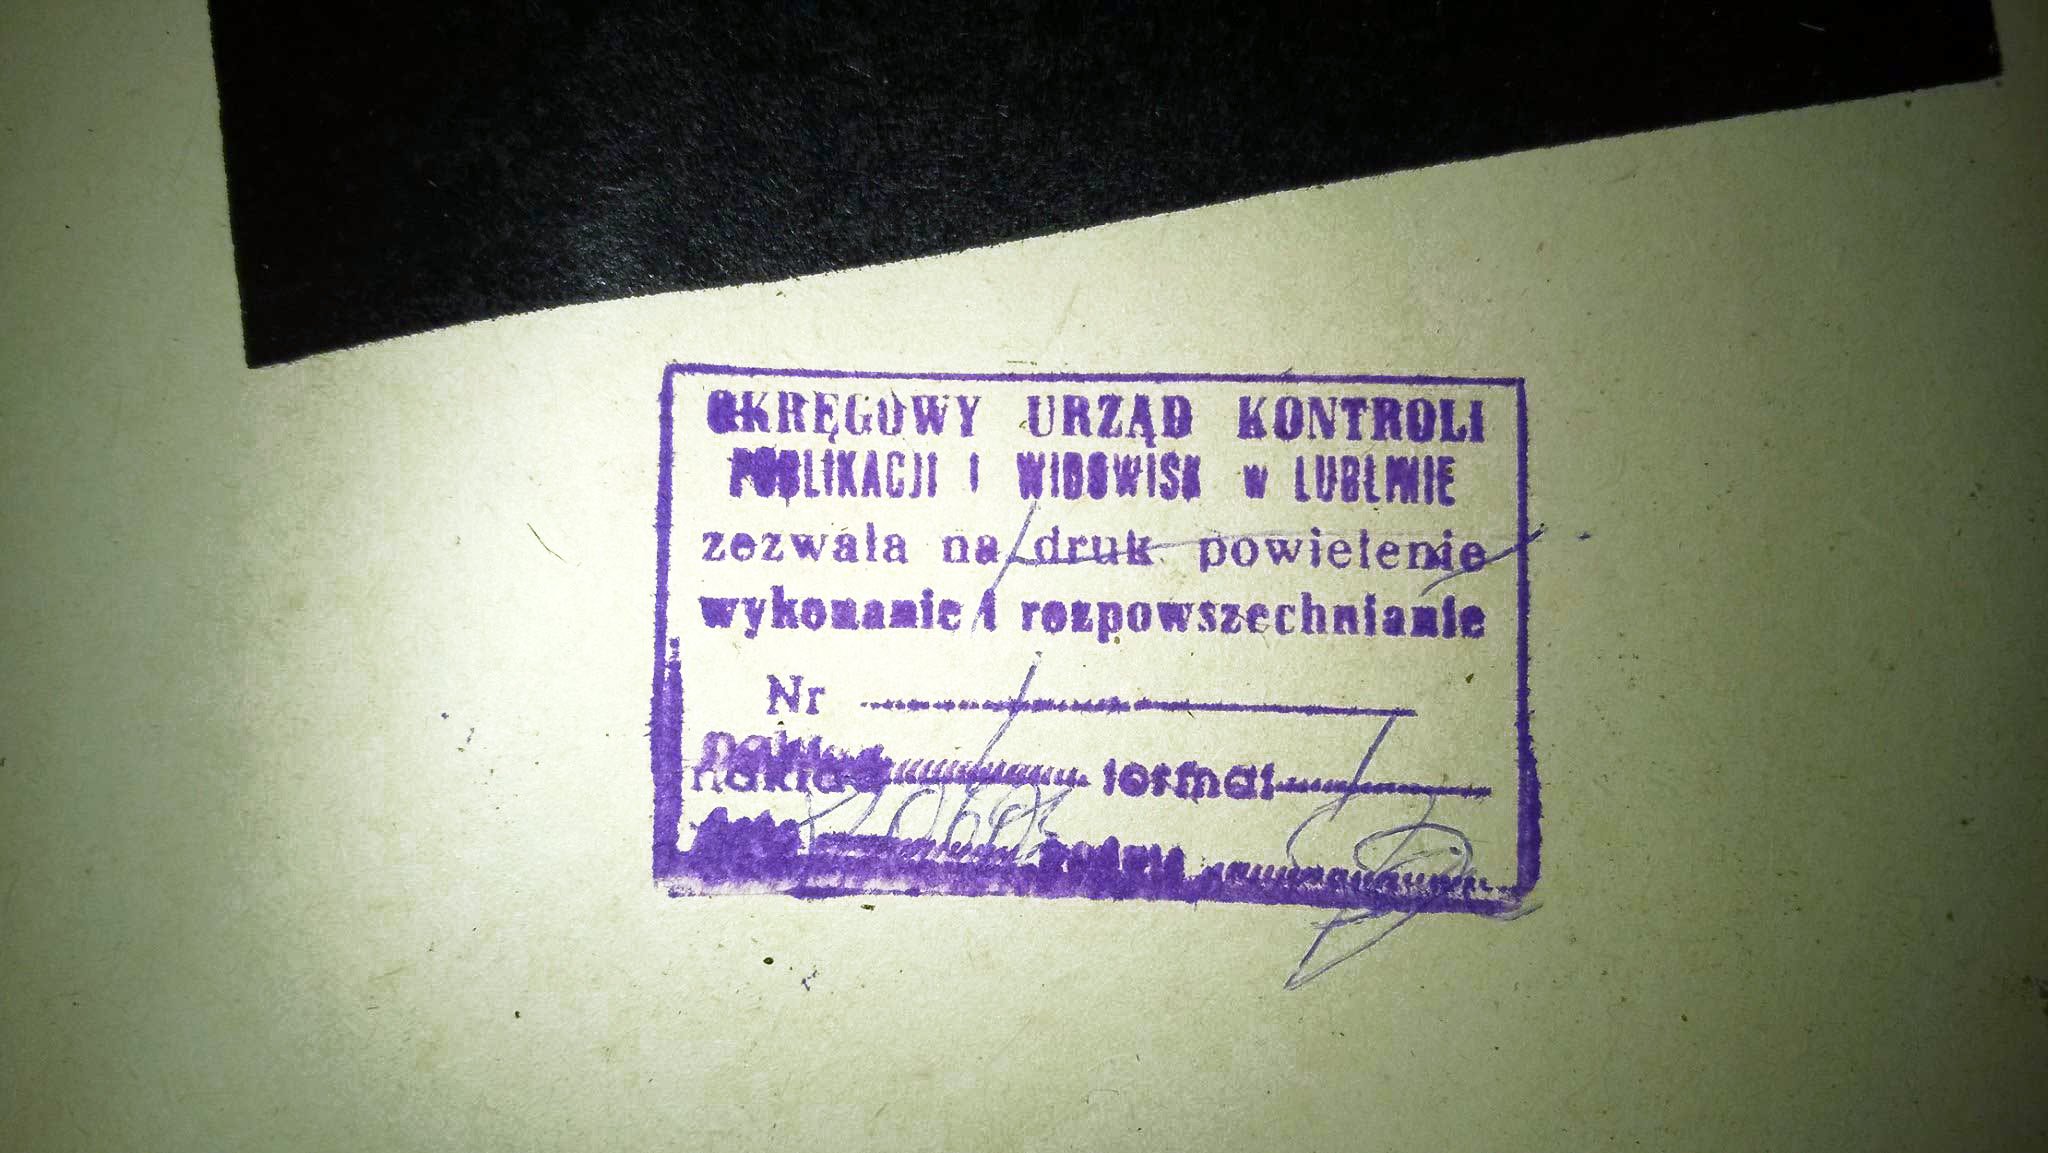 OKRĘGOWY URZĄD KONTROLI
PUBLIKACJI I WIDOWISK w LUBLINIE
zezwala na druk powielenie
wykonanie i rozpowszechnianie
Nr
nakład format